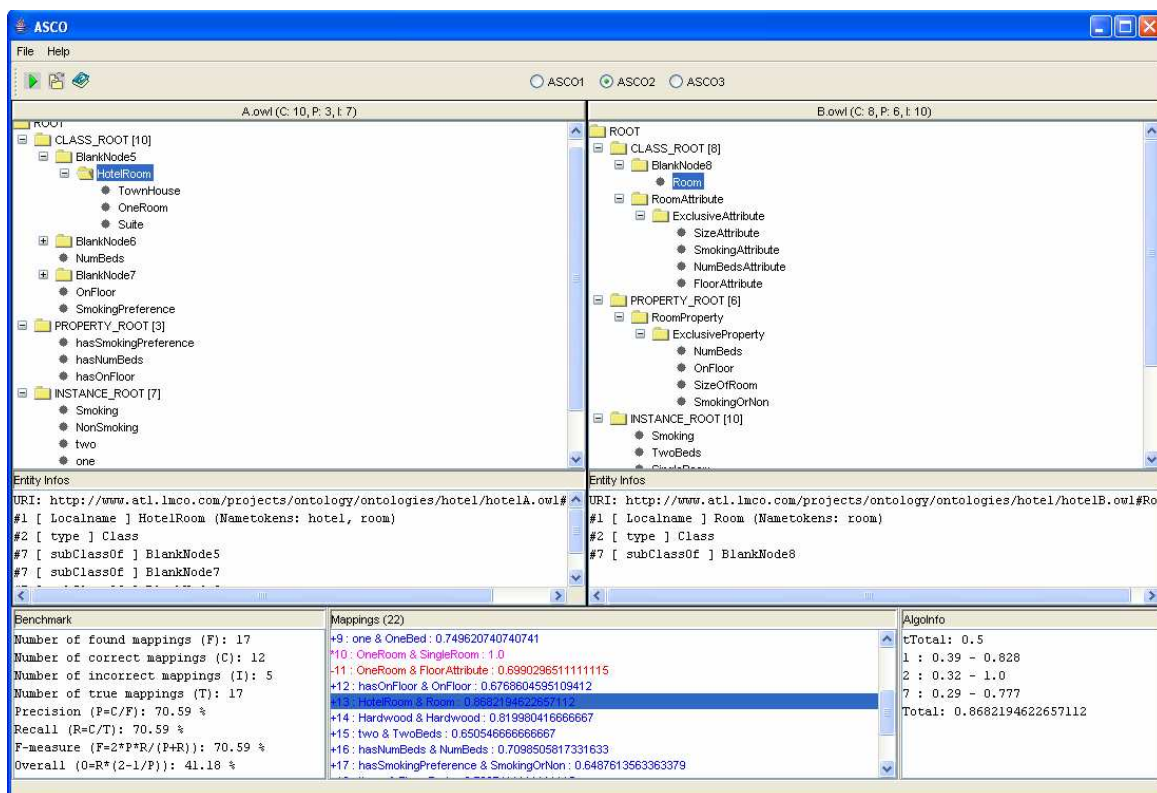 ASCO
File Help
ASCO1 ASCO2 ASCO3
A.owl (C: 10, P: 3, I: 7)
ROOT
CLASS_ROOT [10]
BlankNode5
HotelRoom
TownHouse
OneRoom
Suite
BlankNode6
NumBeds
BlankNode7
OnFloor
SmokingPreference
PROPERTY_ROOT [3]
hasSmokingPreference
hasNumBeds
hasOnFloor
INSTANCE_ROOT [7]
Smoking
NonSmoking
two
one
B.owl (C: 8, P: 6, I: 10)
ROOT
CLASS_ROOT [8]
BlankNode8
Room
RoomAttribute
ExclusiveAttribute
SizeAttribute
SmokingAttribute
NumBedsAttribute
FloorAttribute
PROPERTY_ROOT [6]
RoomProperty
ExclusiveProperty
NumBeds
OnFloor
SizeOfRoom
SmokingOrNon
INSTANCE_ROOT [10]
Smoking
TwoBeds
SingleRoom
Entity Infos
URI: http://www.atl.lmco.com/projects/ontology/ontologies/hotel/hotelA.owl#
#1 [ Localname ] HotelRoom (Nametokens: hotel, room)
#2 [ type ] Class
#7 [ subClassOf ] BlankNode5
#7 [ subClassOf ] BlankNode7
Entity Infos
URI: http://www.atl.lmco.com/projects/ontology/ontologies/hotel/hotelB.owl#Ro
#1 [ Localname ] Room (Nametokens: room)
#2 [ type ] Class
#7 [ subClassOf ] BlankNode8
Benchmark
Number of found mappings (F): 17
Number of correct mappings (C): 12
Number of incorrect mappings (I): 5
Number of true mappings (T): 17
Precision (P=C/F): 70.59 %
Recall (R=C/T): 70.59 %
F-measure (F=2*P*R/(P+R)): 70.59 %
Overall (O=R*(2-1/P)): 41.18 %
Mappings (22)
+9 : one & OneBed : 0.749620740740741
*10 : OneRoom & SingleRoom : 1.0
-11 : OneRoom & FloorAttribute : 0.6990296511111115
+12 : hasOnFloor & OnFloor : 0.6768604595109412
+13 : HotelRoom & Room : 0.8682194622657112
+14 : Hardwood & Hardwood : 0.819980416666667
+15 : two & TwoBeds : 0.650546666666667
+16 : hasNumBeds & NumBeds : 0.7098505817331633
+17 : hasSmokingPreference & SmokingOrNon : 0.6487613563363379
AlgoInfo
tTotal: 0.5
1 : 0.39 - 0.828
2 : 0.32 - 1.0
7 : 0.29 - 0.777
Total: 0.8682194622657112